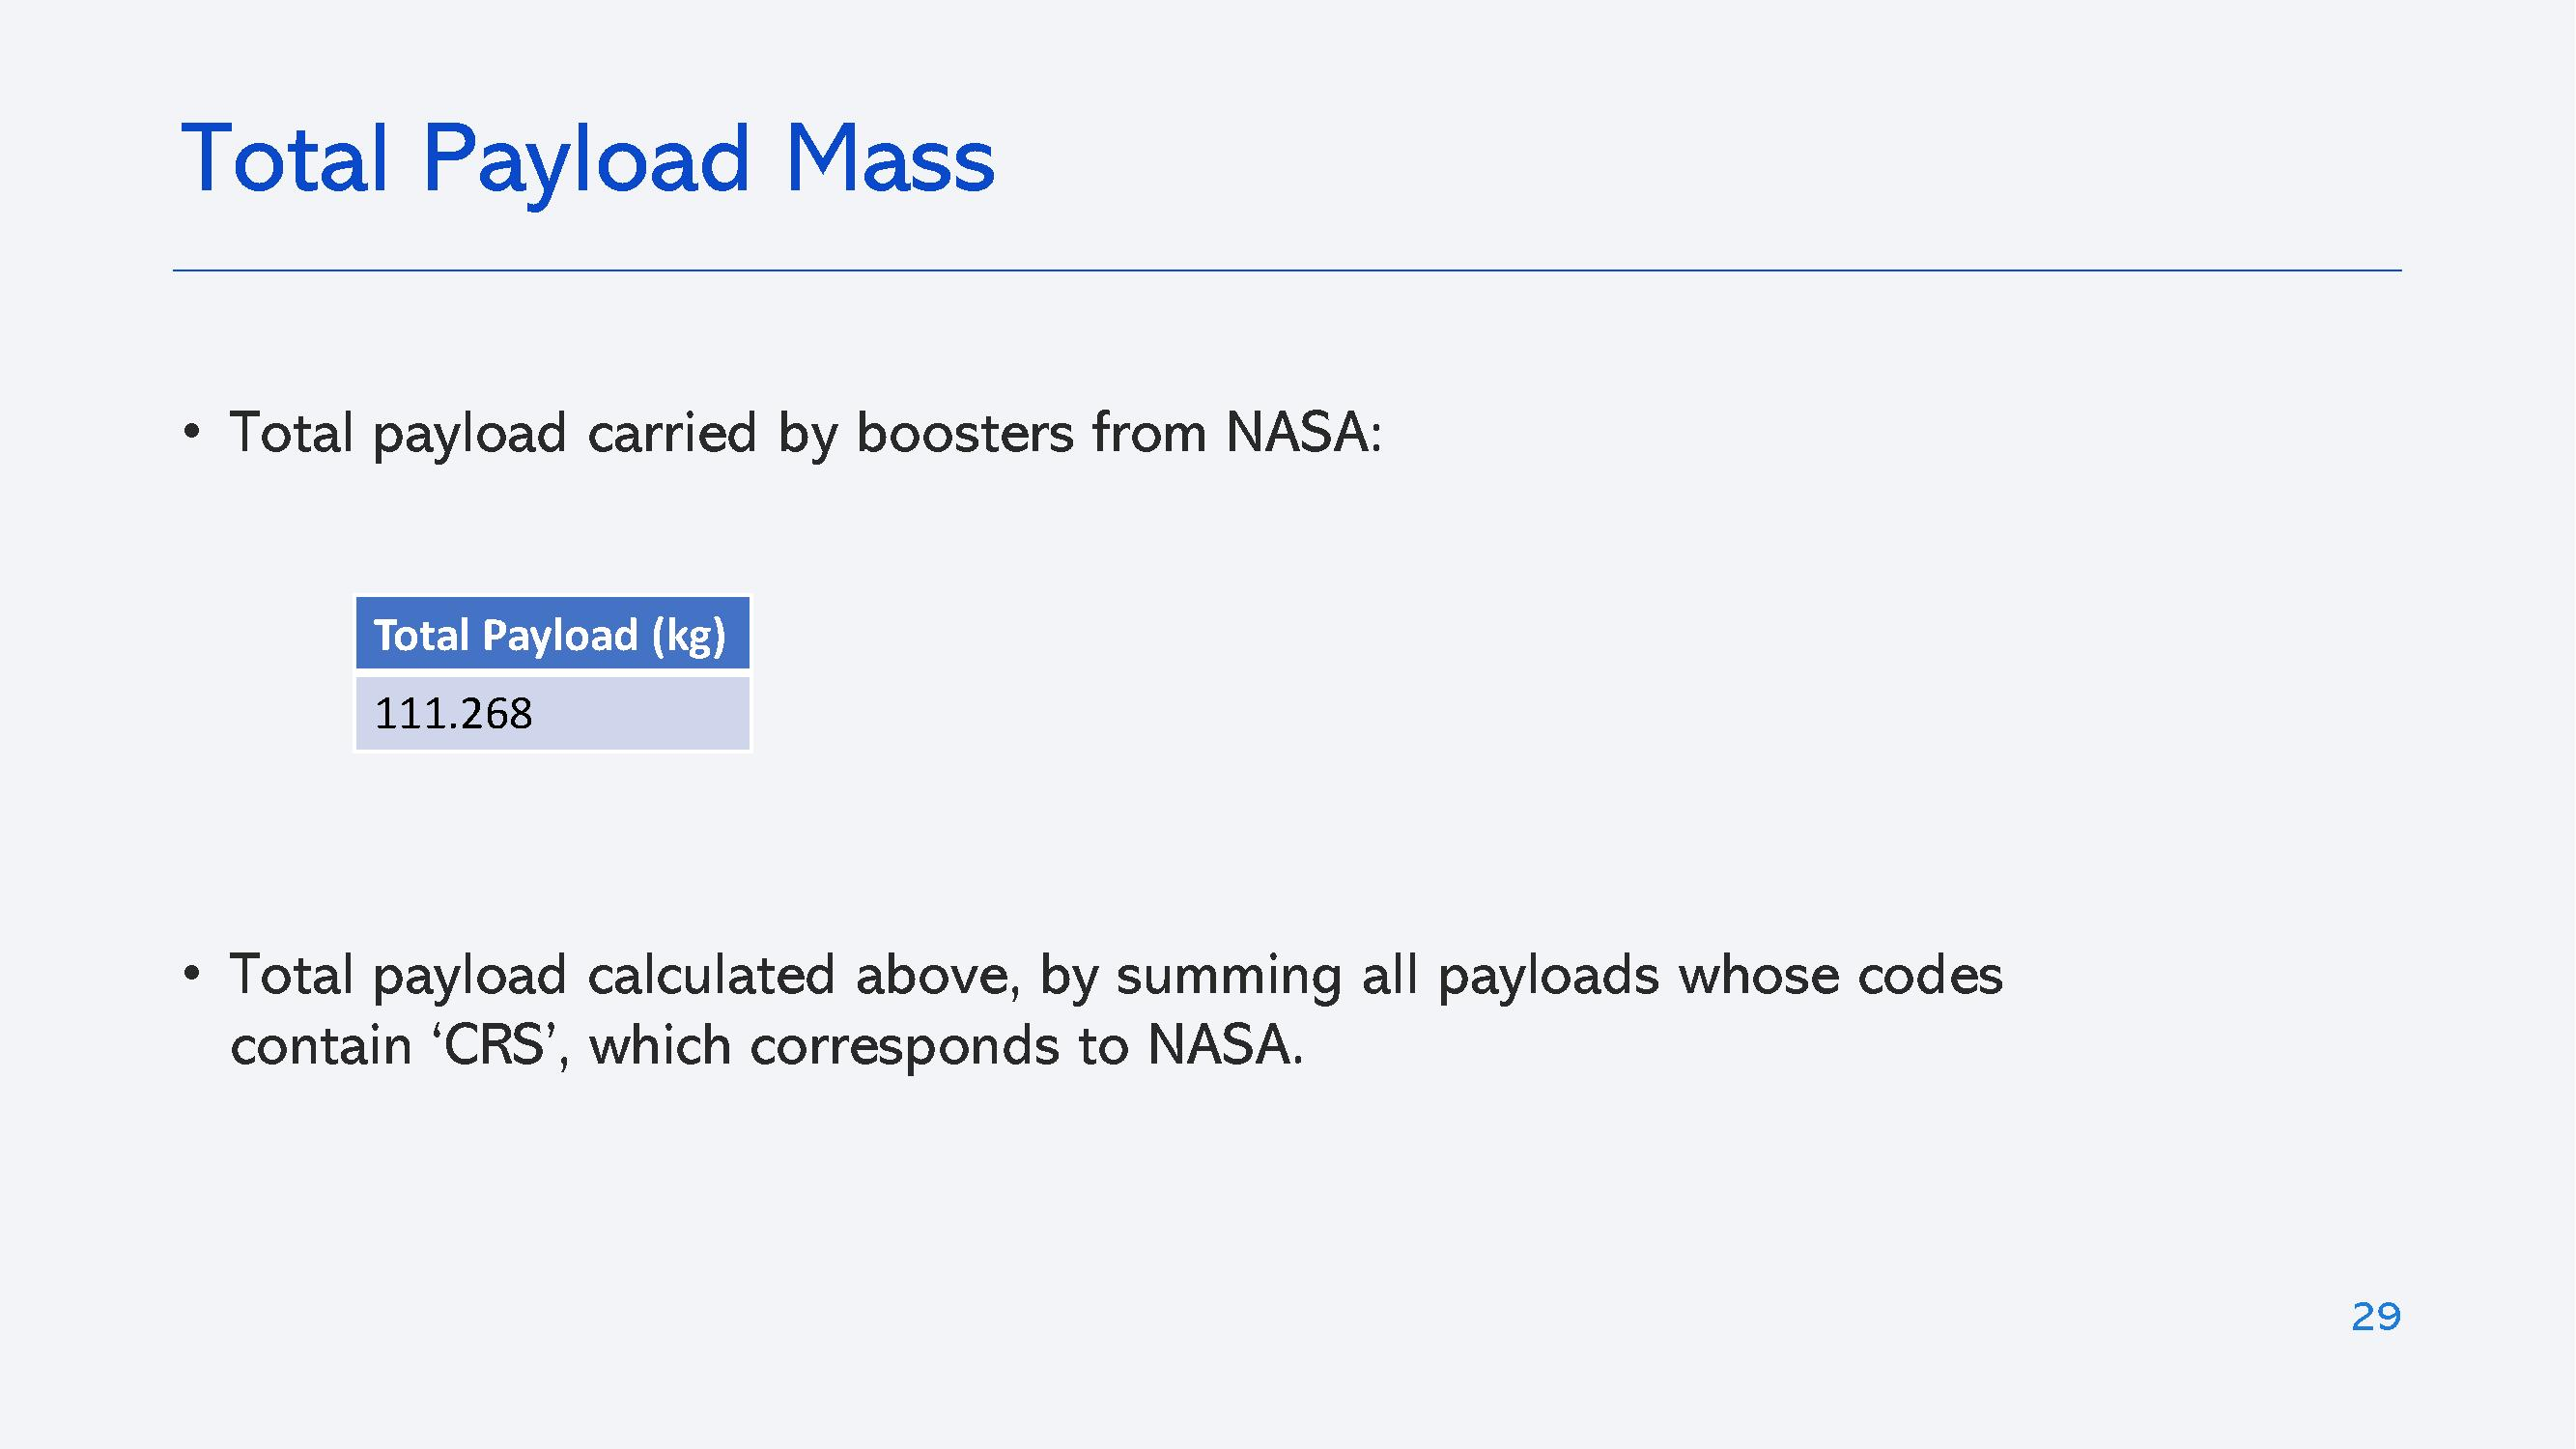 Total Payload Mass
• Total payload carried by boosters from NASA:
Total Payload (kg)
111.268
• Total payload calculated above, by summing all payloads whose codes
contain ‘CRS’, which corresponds to NASA.
29